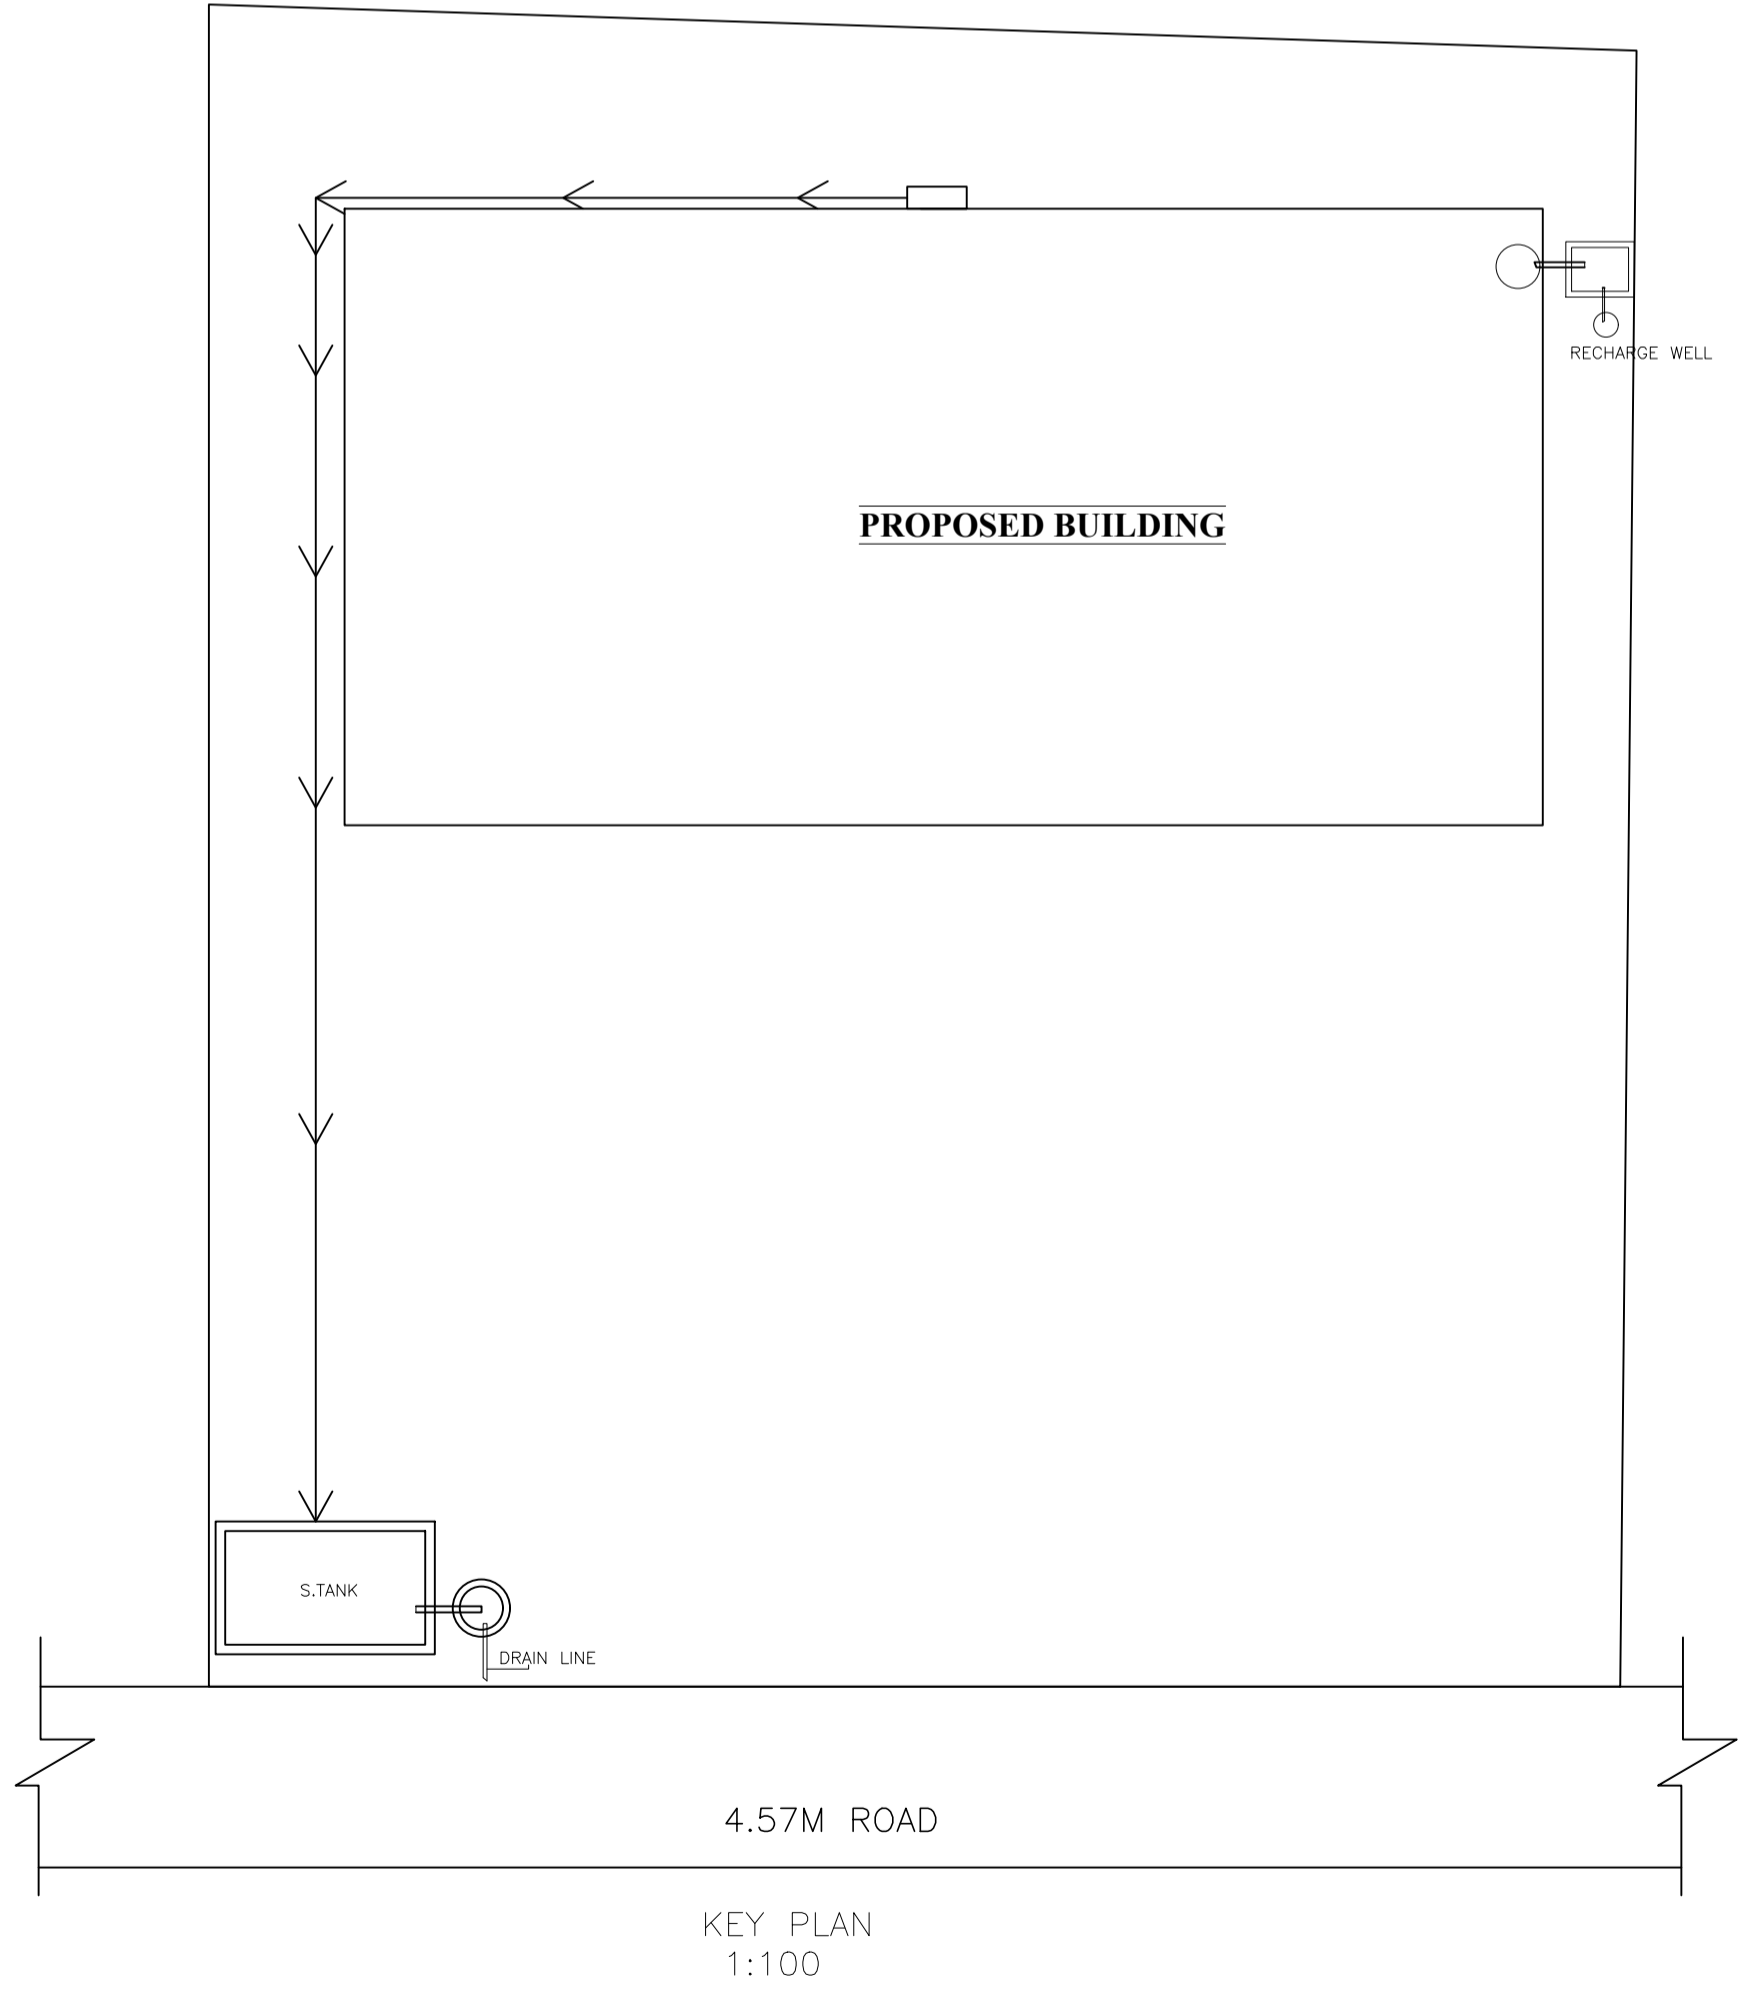 RECHARGE WELL
PROPOSED BUILDING
S.TANK
DRAIN LINE
4.57M ROAD
KEY PLAN
1:100